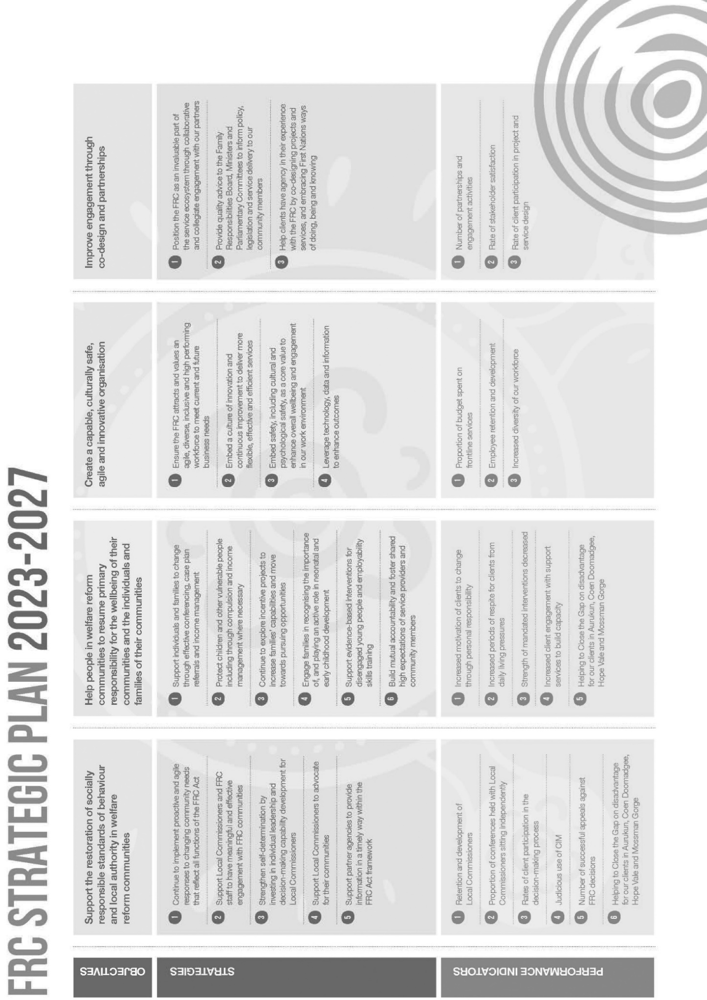 FRC STRATEGIC PLAN 2023-2027
OBJECTIVES
Support the restoration of socially
responsible standards of behaviour
and local authority in welfare
reform communities
Help people in welfare reform
communities to resume primary
responsibility for the wellbeing of their
communities and the individuals and
families of their communities
Create a capable, culturally safe,
agile and innovative organisation
Improve engagement through
co-design and partnerships
STRATEGIES
1 Continue to implement proactive and agile
responses to changing community needs
that reflect all functions of the FRC Act
2 Support Local Commissioners and FRC
staff to have meaningful and effective
engagement with FRC communities
3 Strengthen self-determination by
investing in individual leadership and
decision-making capability development for
Local Commissioners
4 Support Local Commissioners to advocate
for their communities
5 Support partner agencies to provide
information in a timely way within the
FRC Act framework
1 Support individuals and families to change
through effective conferencing, case plan
referrals and income management
2 Protect children and other vulnerable people
including through compulsion and income
management where necessary
3 Continue to explore incentive projects to
increase families' capabilities and move
towards pursuing opportunities
4 Engage families in recognising the importance
of, and playing an active role in neonatal and
early childhood development
5 Support evidence-based interventions for
disengaged young people and employability
skills training
6 Build mutual accountability and foster shared
high expectations of service providers and
community members
1 Ensure the FRC attracts and values an
agile, diverse, inclusive and high performing
workforce to meet current and future
business needs
2 Embed a culture of innovation and
continuous improvement to deliver more
flexible, effective and efficient services
3 Embed safety, including cultural and
psychological safety, as a core value to
enhance overall wellbeing and engagement
in our work environment
4 Leverage technology, data and information
to enhance outcomes
1 Position the FRC as an invaluable part of
the service ecosystem through collaborative
and collegiate engagement with our partners
2 Provide quality advice to the Family
Responsibilities Board, Ministers and
Parliamentary Committees to inform policy,
legislation and service delivery to our
community members
3 Help clients have agency in their experience
with the FRC by co-designing projects and
services, and embracing First Nations ways
of doing, being and knowing
PERFORMANCE INDICATORS
1 Retention and development of
Local Commissioners
2 Proportion of conferences held with Local
Commissioners sitting independently
3 Rates of client participation in the
decision-making process
4 Judicious use of CIM
5 Number of successful appeals against
FRC decisions
6 Helping to Close the Gap on disadvantage
for our clients in Aurukun, Coen Doomadgee,
Hope Vale and Mossman Gorge
1 Increased motivation of clients to change
through personal responsibility
2 Increased periods of respite for clients from
daily living pressures
3 Strength of mandated interventions decreased
4 Increased client engagement with support
services to build capacity
5 Helping to Close the Gap on disadvantage
for our clients in Aurukun, Coen Doomadgee,
Hope Vale and Mossman Gorge
1 Proportion of budget spent on
frontline services
2 Employee retention and development
3 Increased diversity of our workforce
1 Number of partnerships and
engagement activities
2 Rate of stakeholder satisfaction
3 Rate of client participation in project and
service design